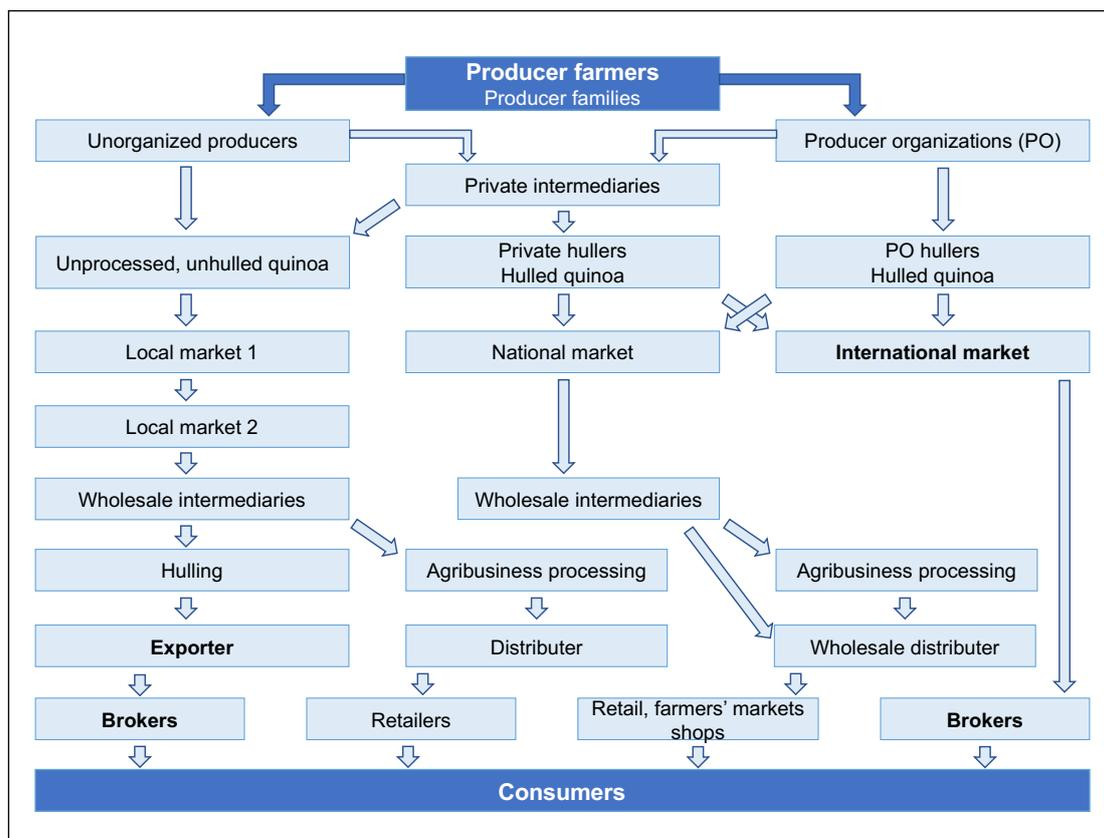 Producer farmers
Producer families
Unorganized producers
Producer organizations (PO)
Private intermediaries
Unprocessed, unhulled quinoa
Private hullers
Hulled quinoa
PO hullers
Hulled quinoa
Local market 1
National market
International market
Local market 2
Wholesale intermediaries
Wholesale intermediaries
Hulling
Agribusiness processing
Agribusiness processing
Exporter
Distributer
Wholesale distributer
Brokers
Retailers
Retail, farmers’ markets
shops
Brokers
Consumers